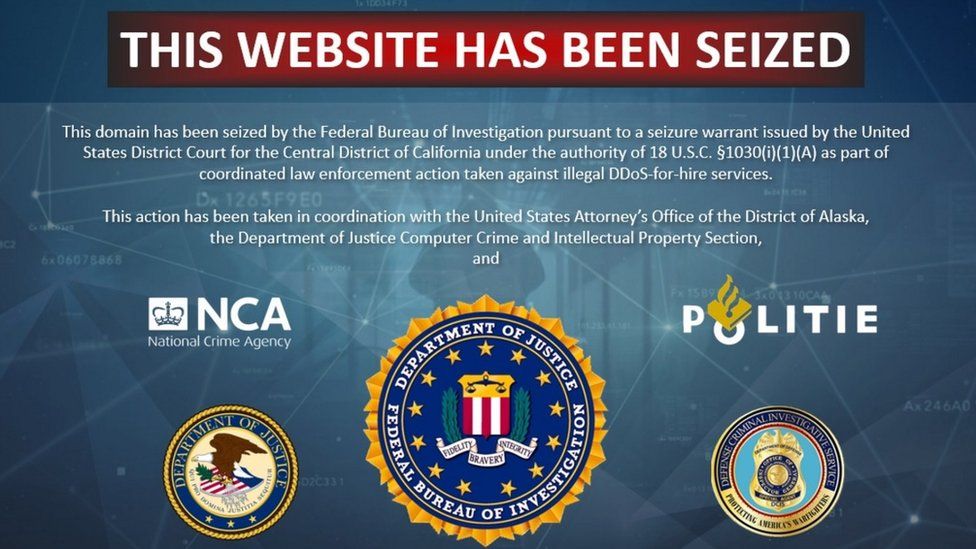 THIS WEBSITE HAS BEEN SEIZED
This domain has been seized by the Federal Bureau of Investigation pursuant to a seizure warrant issued by the United
States District Court for the Central District of California under the authority of 18 U.S.C. §1030(i)(1)(A) as part of
coordinated law enforcement action taken against illegal DDoS-for-hire services.
This action has been taken in coordination with the United States Attorney's Office of the District of Alaska,
the Department of Justice Computer Crime and Intellectual Property Section,
and
NCA
National Crime Agency
POLITIE
DEPARTMENT OF JUSTICE
FEDERAL BUREAU OF INVESTIGATION
FIDELITY BRAVERY INTEGRITY
DEPARTMENT OF JUSTICE
QUI PRO DOMINA JUSTITIA SEQUITUR
DEFENSE CRIMINAL INVESTIGATIVE SERVICE
PROTECTING AMERICA'S WARFIGHTERS
D× 1265F9E0
6x06078868
Ax246A0